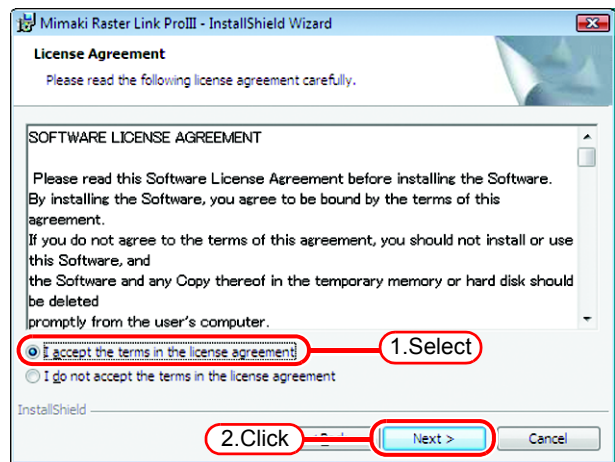 Mimaki Raster Link ProIII - InstallShield Wizard
License Agreement
Please read the following license agreement carefully.
SOFTWARE LICENSE AGREEMENT
Please read this Software License Agreement before installing the Software.
By installing the Software, you agree to be bound by the terms of this
agreement.
If you do not agree to the terms of this agreement, you should not install or use
this Software, and
the Software and any Copy thereof in the temporary memory or hard disk should
be deleted
promptly from the user's computer.
I accept the terms in the license agreement
1.Select
I do not accept the terms in the license agreement
InstallShield
2.Click
Next >
Cancel